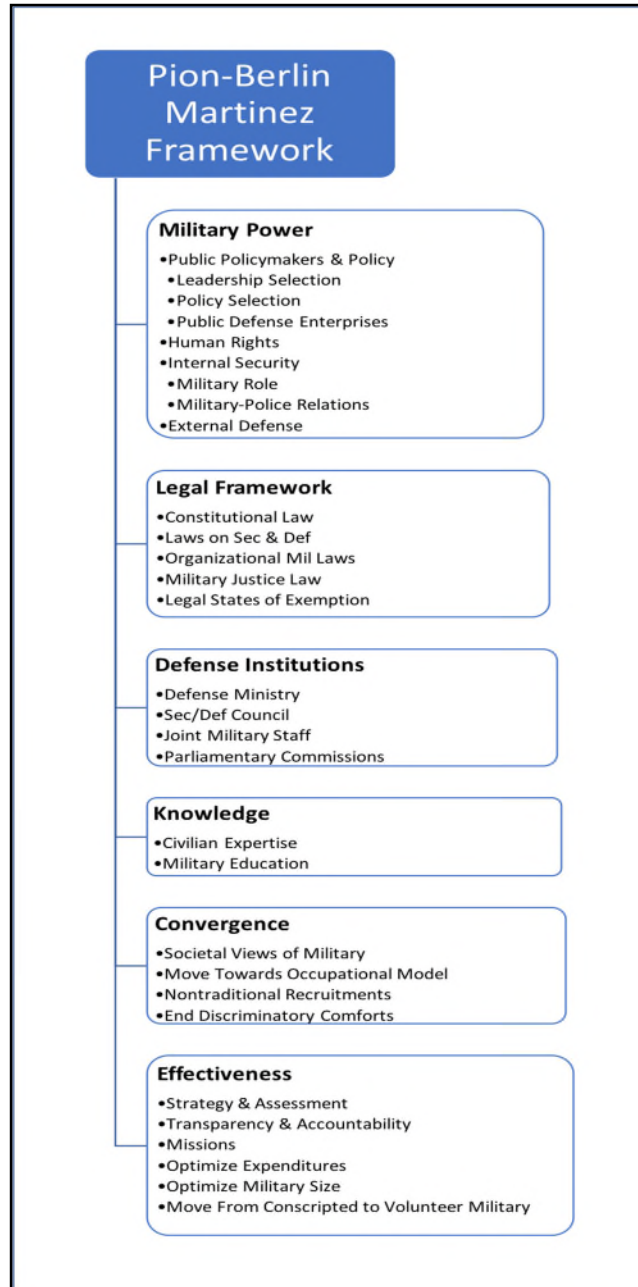 Pion-Berlin
Martinez
Framework
Military Power
•Public Policymakers & Policy
•Leadership Selection
•Policy Selection
•Public Defense Enterprises
•Human Rights
•Internal Security
•Military Role
•Military-Police Relations
•External Defense
Legal Framework
•Constitutional Law
•Laws on Sec & Def
•Organizational Mil Laws
•Military Justice Law
•Legal States of Exemption
Defense Institutions
•Defense Ministry
•Sec/Def Council
•Joint Military Staff
•Parliamentary Commissions
Knowledge
•Civilian Expertise
•Military Education
Convergence
•Societal Views of Military
•Move Towards Occupational Model
•Nontraditional Recruitments
•End Discriminatory Comforts
Effectiveness
•Strategy & Assessment
•Transparency & Accountability
•Missions
•Optimize Expenditures
•Optimize Military Size
•Move From Conscripted to Volunteer Military